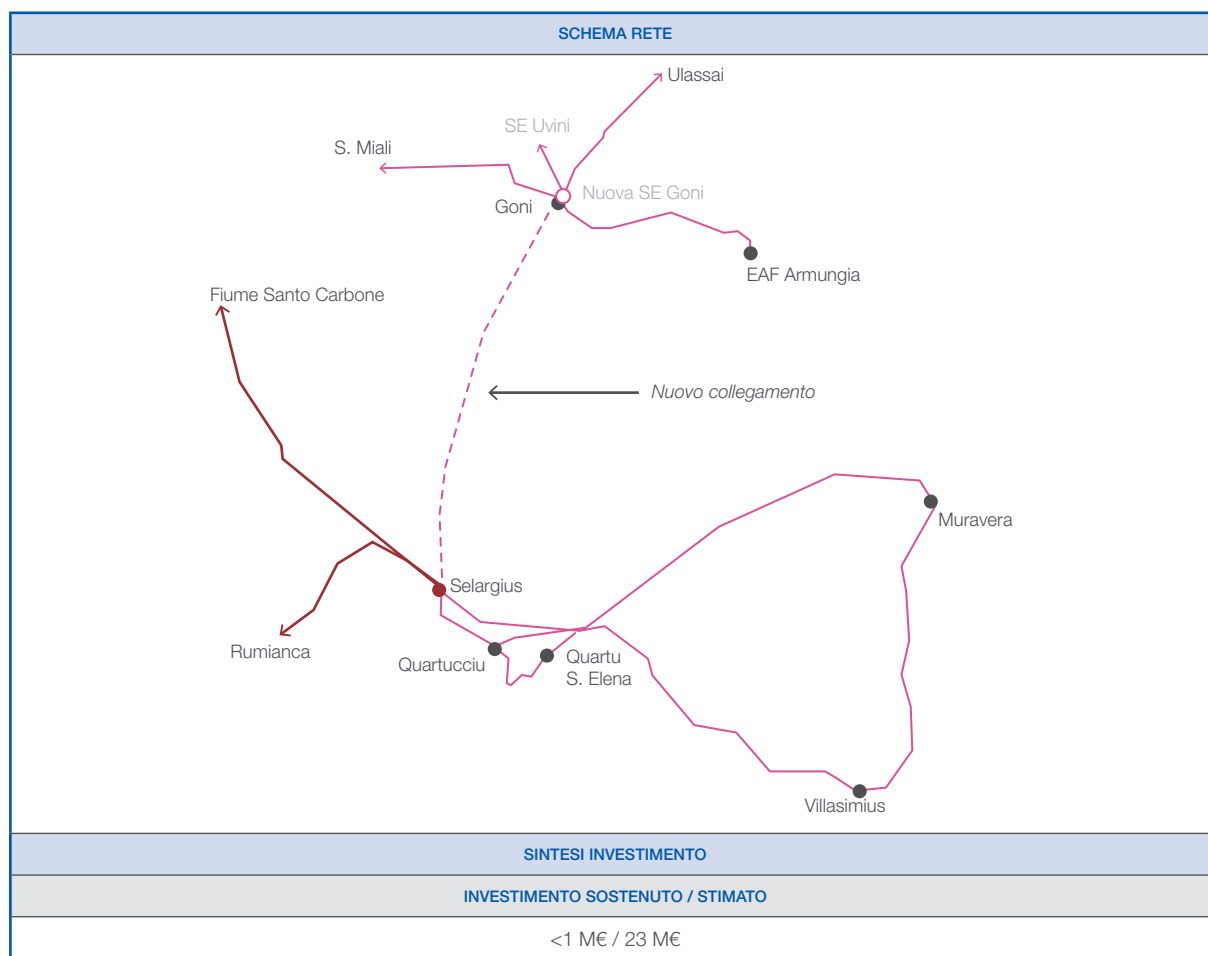 SCHEMA RETE
Ulassai
SE Uvini
S. Miali
Nuova SE Goni
Goni
EAF Armungia
Fiume Santo Carbone
Nuovo collegamento
Muravera
Selargius
Rumianca
Quartucciu
Quartu
S. Elena
Villasimius
SINTESI INVESTIMENTO
INVESTIMENTO SOSTENUTO / STIMATO
<1 M€ / 23 M€